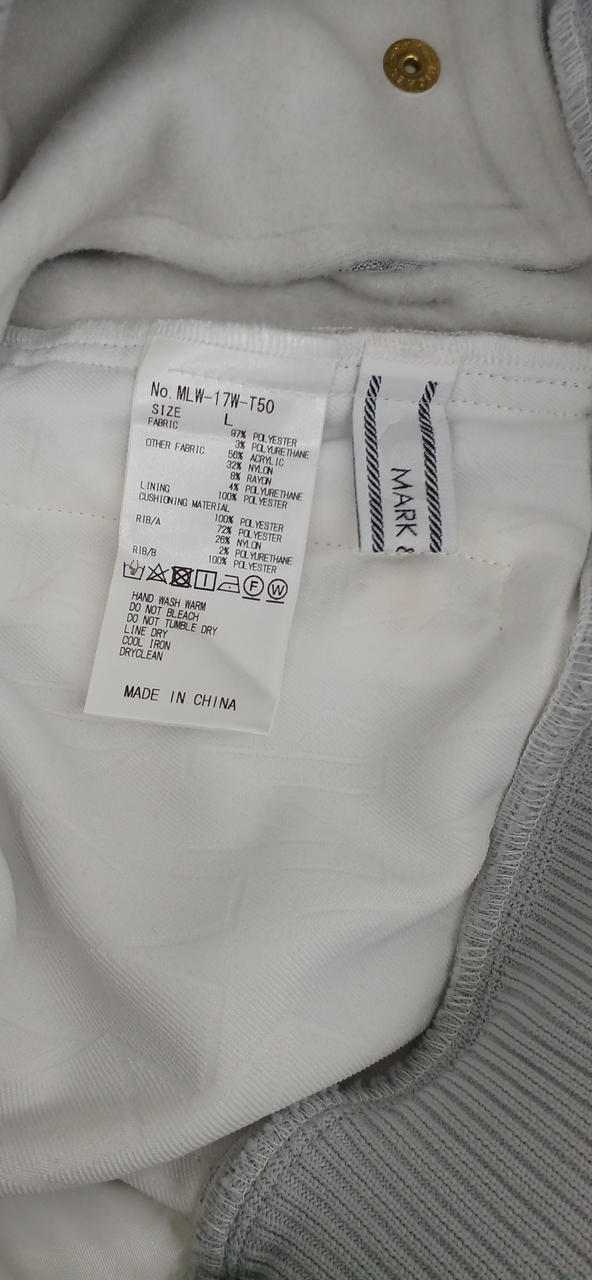 No. MLW-17W-T50
SIZE L
FABRIC 97% POLYESTER
3% POLYURETHANE
OTHER FABRIC 56% ACRYLIC
32% NYLON
8% RAYON
4% POLYURETHANE
LINING 100% POLYESTER
CUSHIONING MATERIAL
100% POLYESTER
RIB/A 72% POLYESTER
26% NYLON
2% POLYURETHANE
RIB/B 100% POLYESTER
F W
HAND WASH WARM
DO NOT BLEACH
DO NOT TUMBLE DRY
LINE DRY
COOL IRON
DRYCLEAN
MADE IN CHINA
MARK &